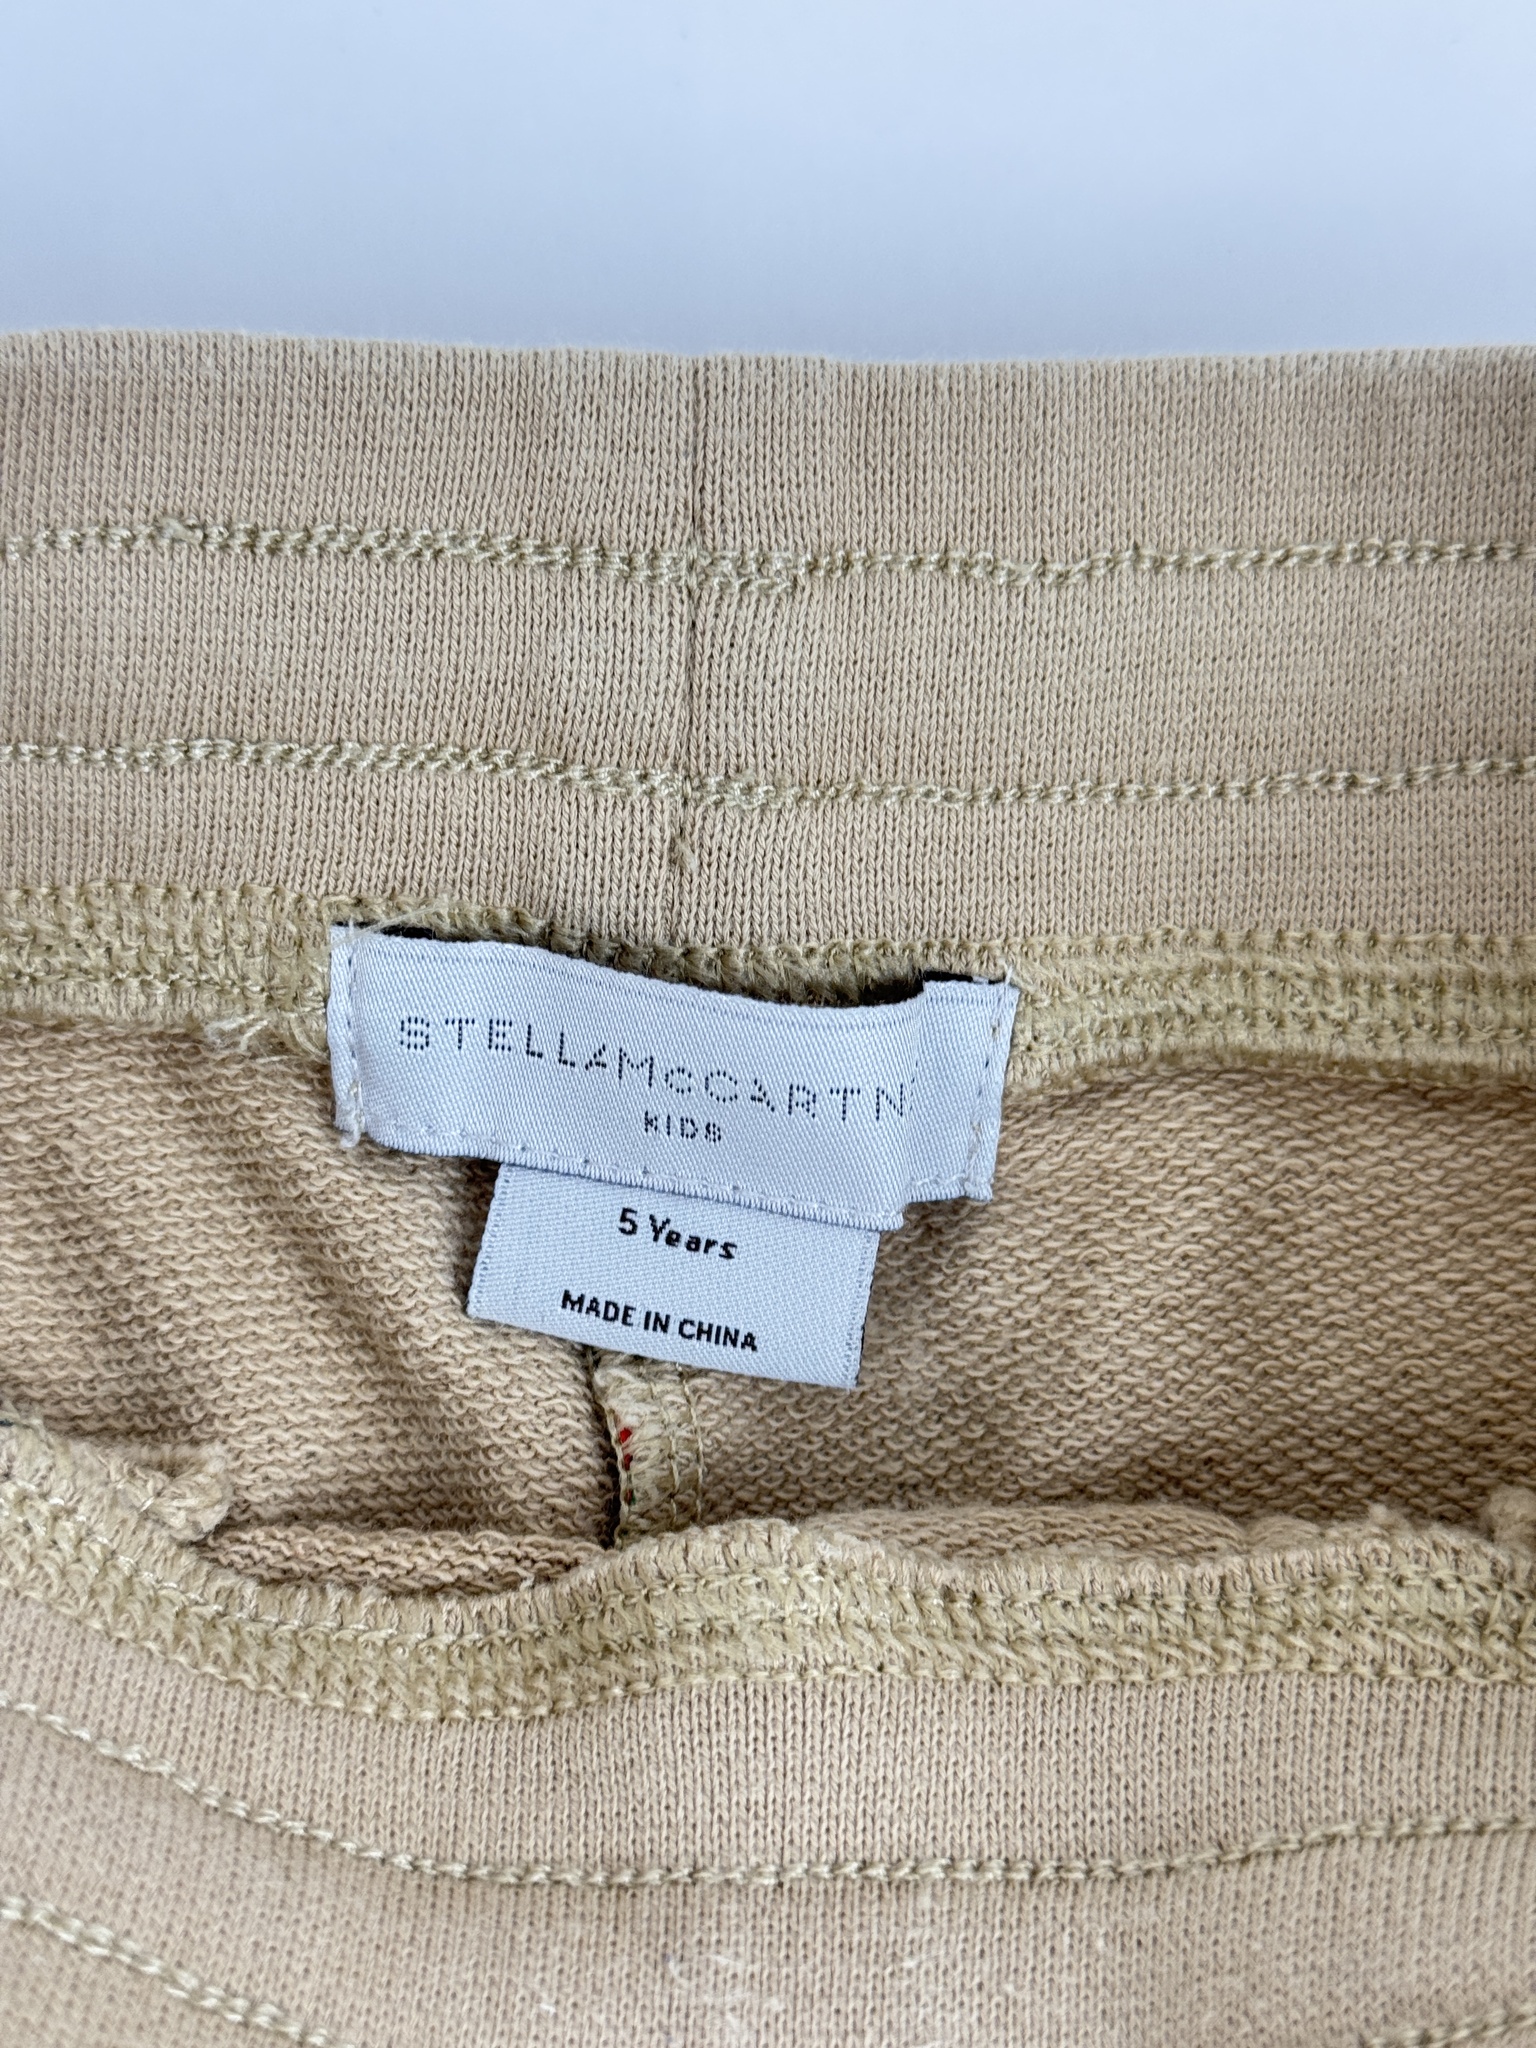 STELLAMcCARTN
KIDS
5 Years
MADE IN CHINA